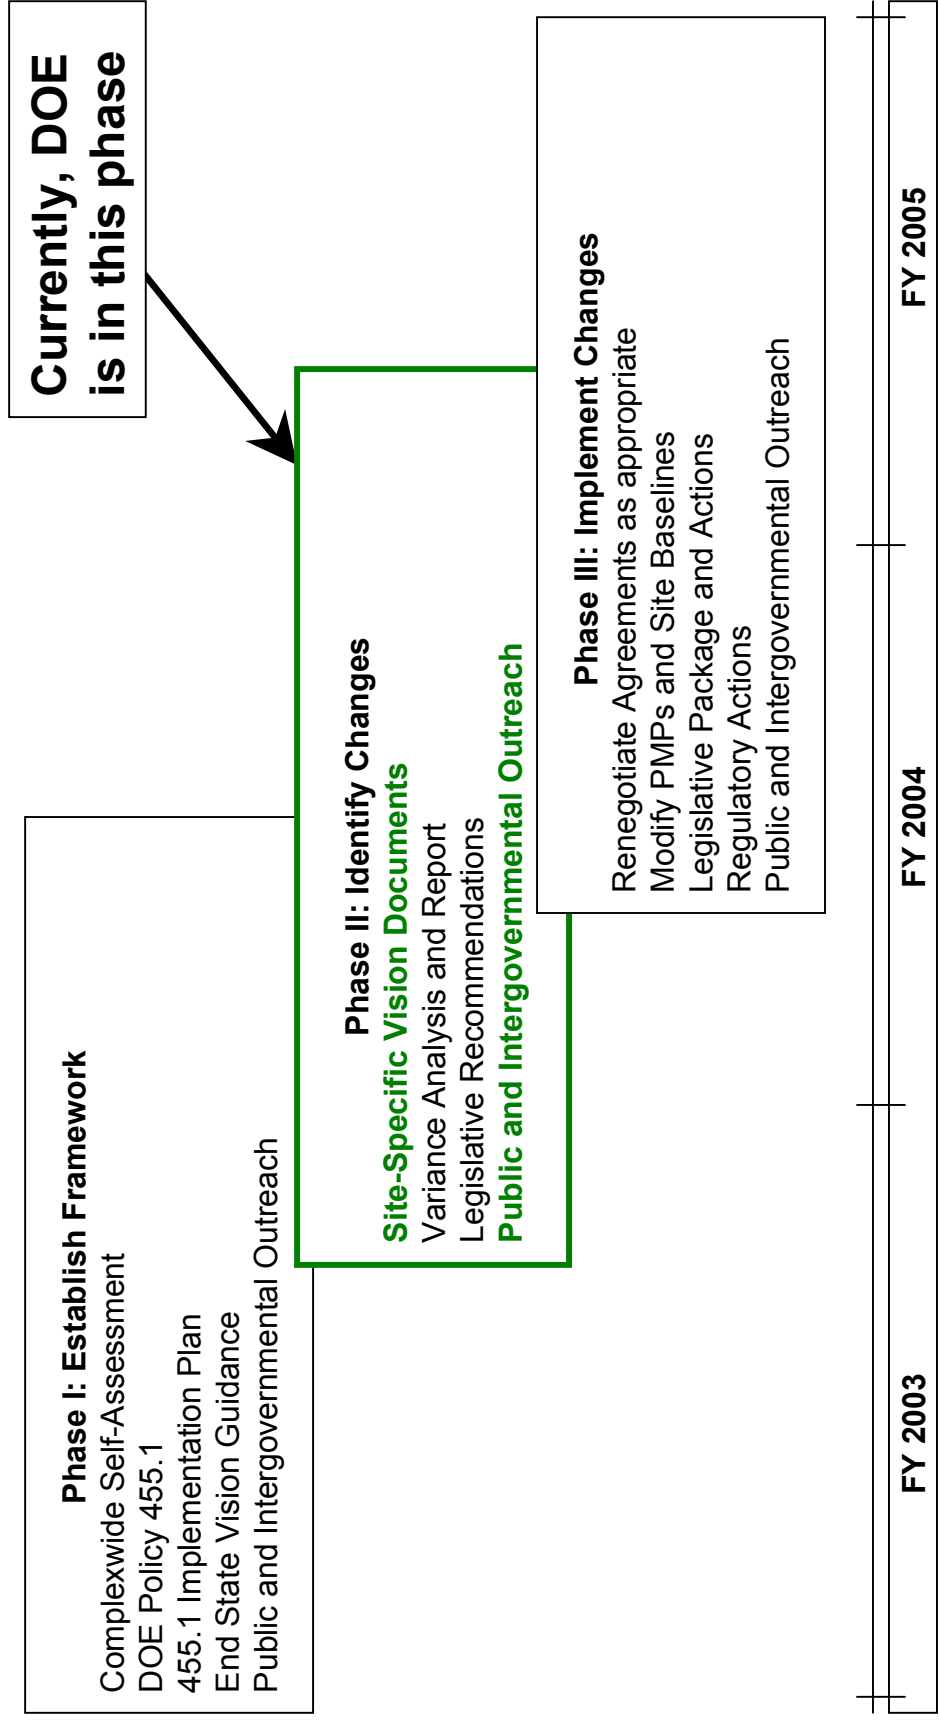 Currently, DOE
is in this phase
Phase I: Establish Framework
Complexwide Self-Assessment
DOE Policy 455.1
455.1 Implementation Plan
End State Vision Guidance
Public and Intergovernmental Outreach
Phase II: Identify Changes
Site-Specific Vision Documents
Variance Analysis and Report
Legislative Recommendations
Public and Intergovernmental Outreach
Phase III: Implement Changes
Renegotiate Agreements as appropriate
Modify PMPs and Site Baselines
Legislative Package and Actions
Regulatory Actions
Public and Intergovernmental Outreach
FY 2003
FY 2004
FY 2005